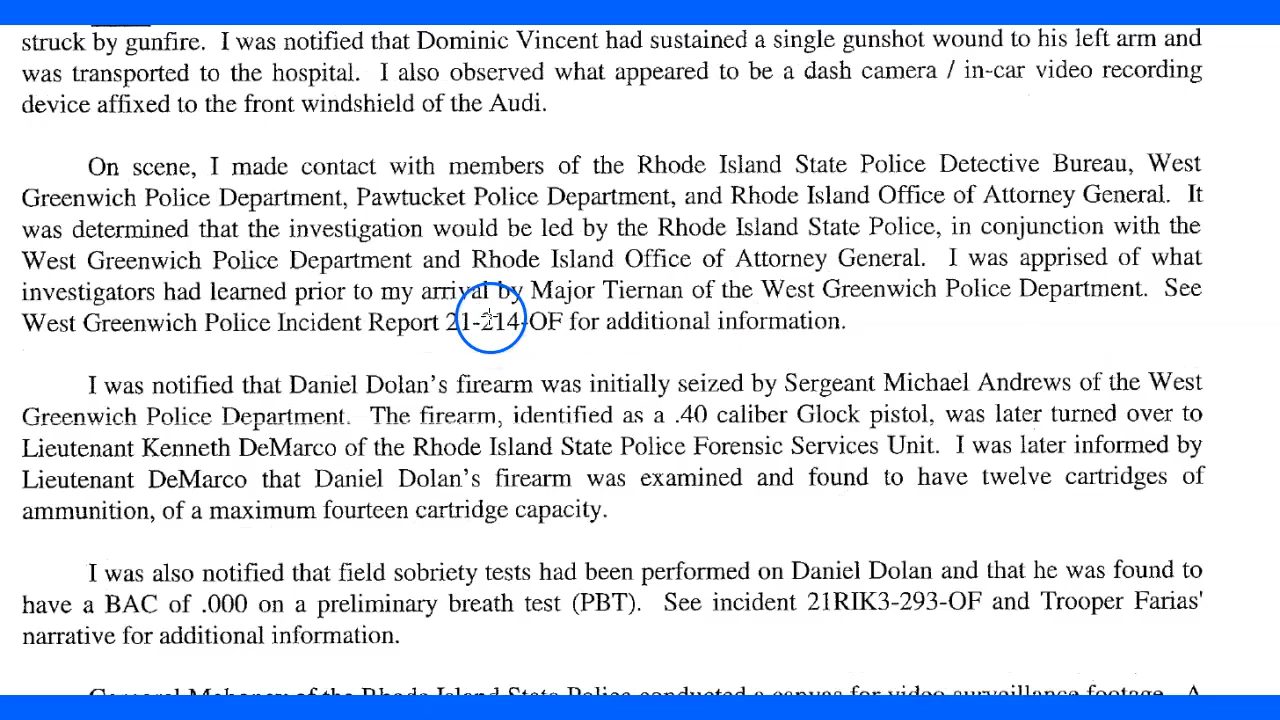 struck by gunfire. I was notified that Dominic Vincent had sustained a single gunshot wound to his left arm and
was transported to the hospital. I also observed what appeared to be a dash camera / in-car video recording
device affixed to the front windshield of the Audi.
On scene, I made contact with members of the Rhode Island State Police Detective Bureau, West
Greenwich Police Department, Pawtucket Police Department, and Rhode Island Office of Attorney General. It
was determined that the investigation would be led by the Rhode Island State Police, in conjunction with the
West Greenwich Police Department and Rhode Island Office of Attorney General. I was apprised of what
investigators had learned prior to my arrival by Major Tiernan of the West Greenwich Police Department. See
West Greenwich Police Incident Report 21-214-OF for additional information.
I was notified that Daniel Dolan's firearm was initially seized by Sergeant Michael Andrews of the West
Greenwich Police Department. The firearm, identified as a .40 caliber Glock pistol, was later turned over to
Lieutenant Kenneth DeMarco of the Rhode Island State Police Forensic Services Unit. I was later informed by
Lieutenant DeMarco that Daniel Dolan's firearm was examined and found to have twelve cartridges of
ammunition, of a maximum fourteen cartridge capacity.
I was also notified that field sobriety tests had been performed on Daniel Dolan and that he was found to
have a BAC of .000 on a preliminary breath test (PBT). See incident 21RIK3-293-OF and Trooper Farias'
narrative for additional information.
of the Rhode Island State Police conducted a canvas for video surveillance footage. A